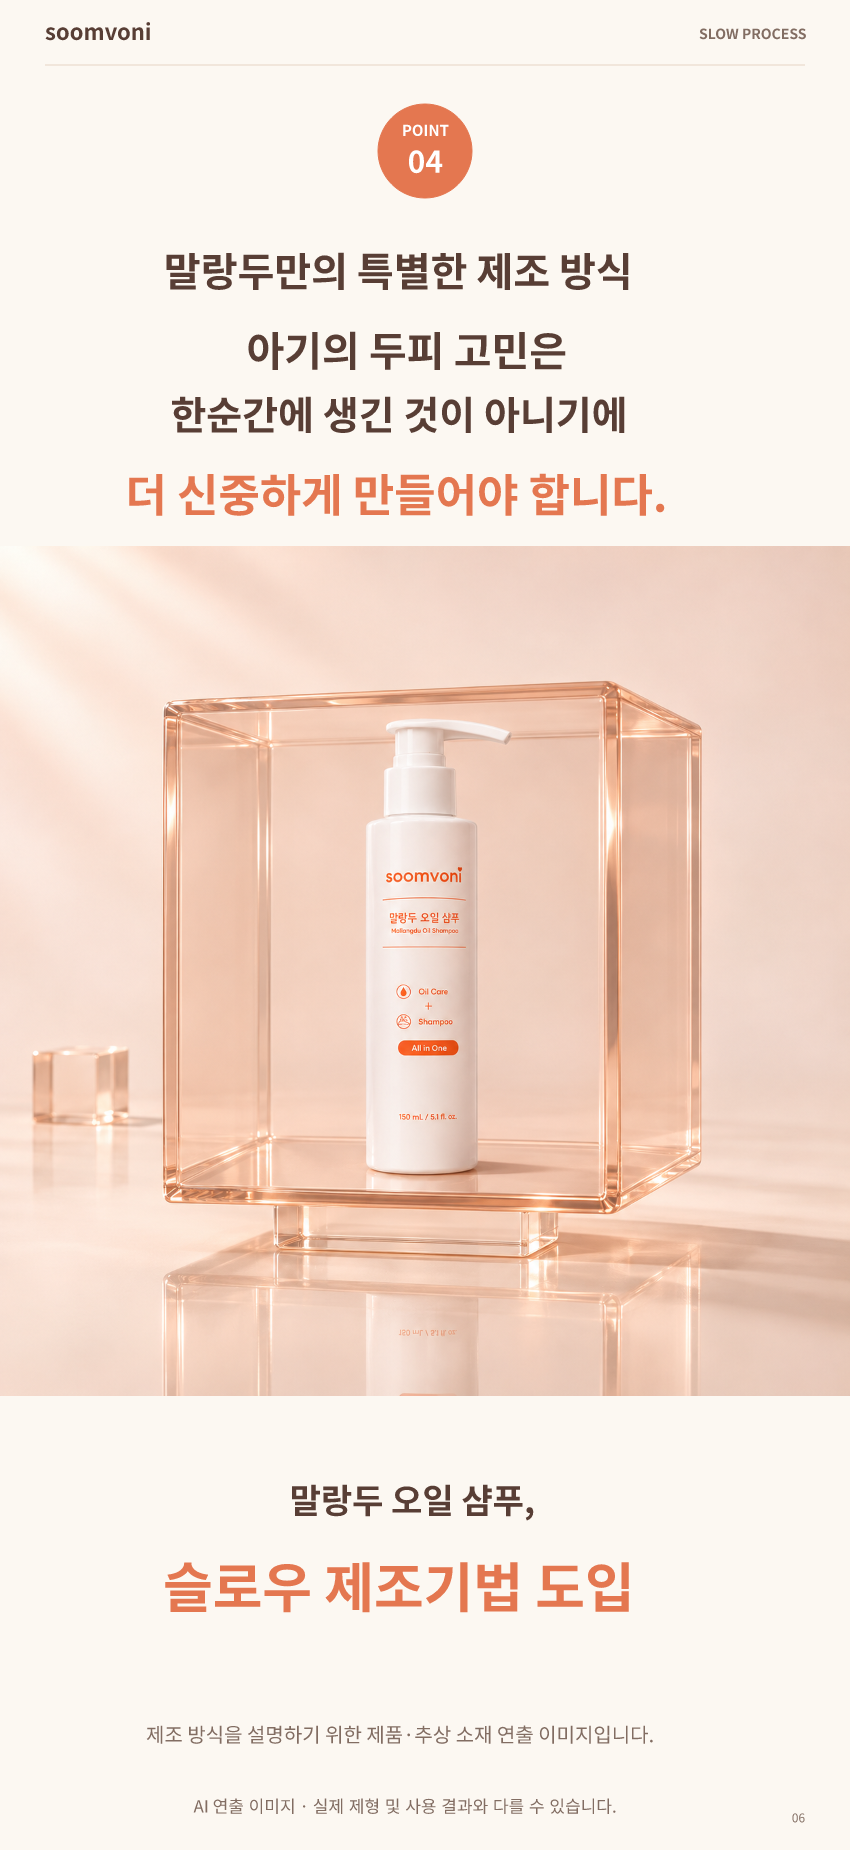 soomvoni
SLOW PROCESS
POINT
04
말랑두만의 특별한 제조 방식
아기의 두피 고민은
한순간에 생긴 것이 아니기에
더 신중하게 만들어야 합니다.
soomvoni
말랑두 오일 샴푸
Mallangdu Oil Shampoo
Oil Care
+
Shampoo
All in One
150 mL / 5.1 fl. oz.
말랑두 오일 샴푸,
슬로우 제조기법 도입
제조 방식을 설명하기 위한 제품·추상 소재 연출 이미지입니다.
AI 연출 이미지 · 실제 제형 및 사용 결과와 다를 수 있습니다.
06